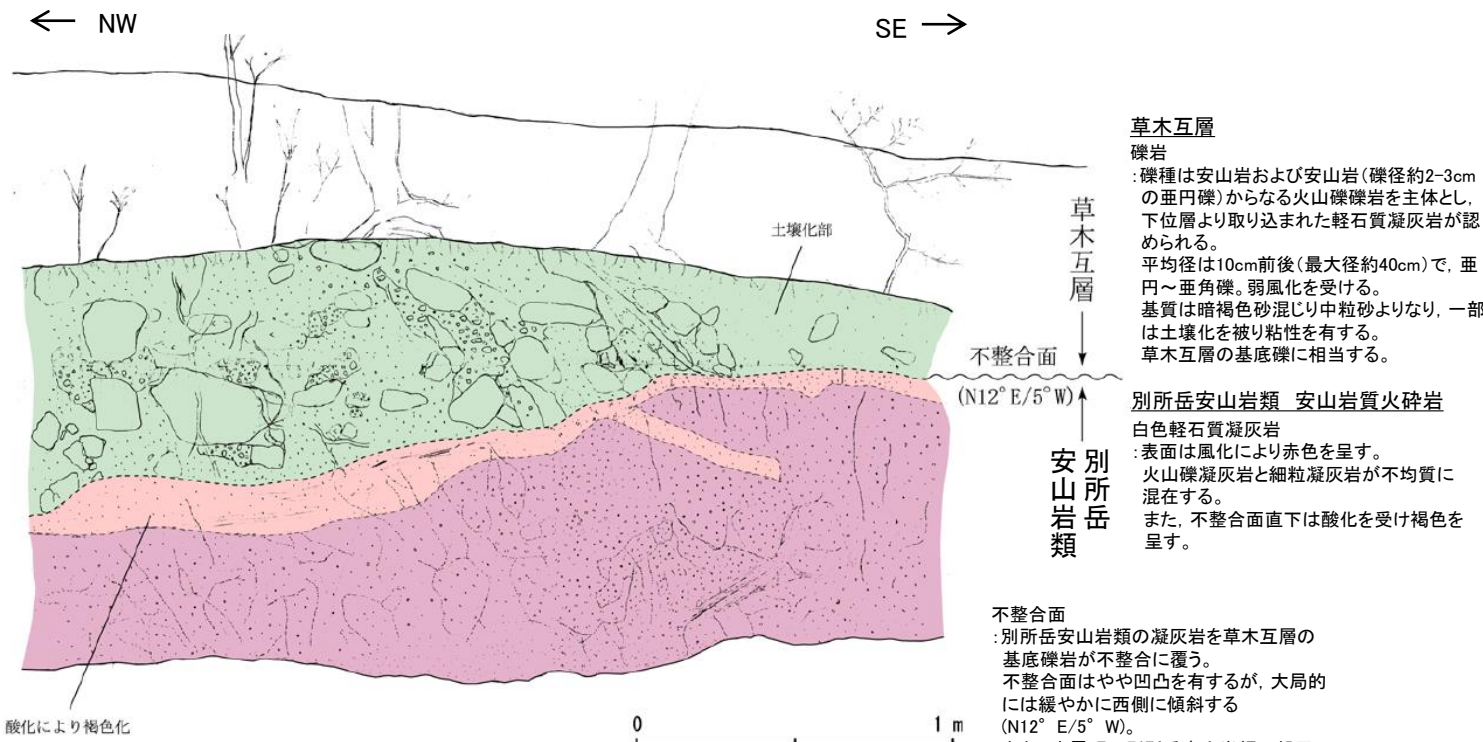 ← NW
SE →
土壌化部
草木互層
不整合面
(N12°E/5°W)
別所岳
安山岩類
酸化により褐色化
0 1 m
草木互層
礫岩
:礫種は安山岩および安山岩(礫径約2-3cm
の亜円礫)からなる火山礫礫岩を主体とし,
下位層より取り込まれた軽石質凝灰岩が認
められる。
平均径は10cm前後(最大径約40cm)で, 亜
円~亜角礫。弱風化を受ける。
基質は暗褐色砂混じり中粒砂よりなり, 一部
は土壌化を被り粘性を有する。
草木互層の基底礫に相当する。
別所岳安山岩類 安山岩質火砕岩
白色軽石質凝灰岩
:表面は風化により赤色を呈す。
火山礫凝灰岩と細粒凝灰岩が不均質に
混在する。
また, 不整合面直下は酸化を受け褐色を
呈す。
不整合面
:別所岳安山岩類の凝灰岩を草木互層の
基底礫岩が不整合に覆う。
不整合面はやや凹凸を有するが, 大局的
には緩やかに西側に傾斜する
(N12° E/5° W)。